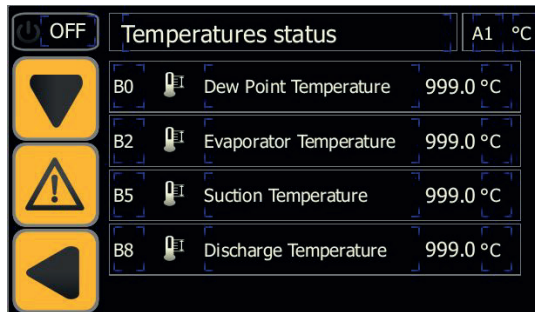 OFF Temperatures status A1 °C
B0 Dew Point Temperature 999.0 °C
B2 Evaporator Temperature 999.0 °C
B5 Suction Temperature 999.0 °C
B8 Discharge Temperature 999.0 °C